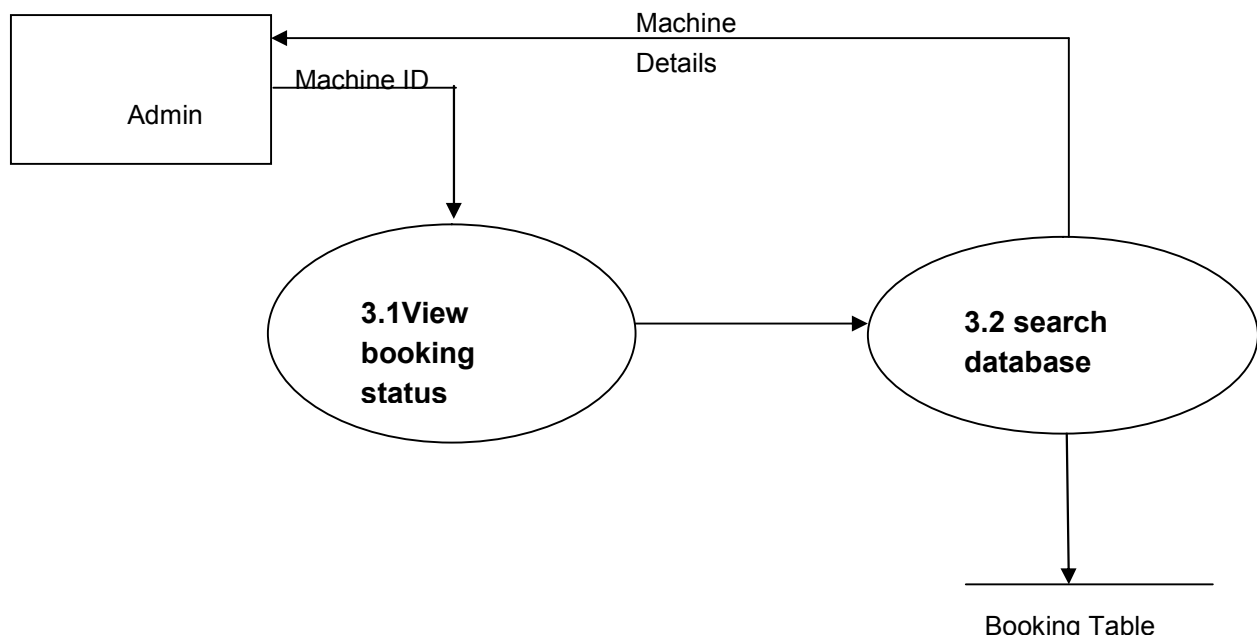 Machine
Details
Machine ID
Admin
3.1View
booking
status
3.2 search
database
Booking Table